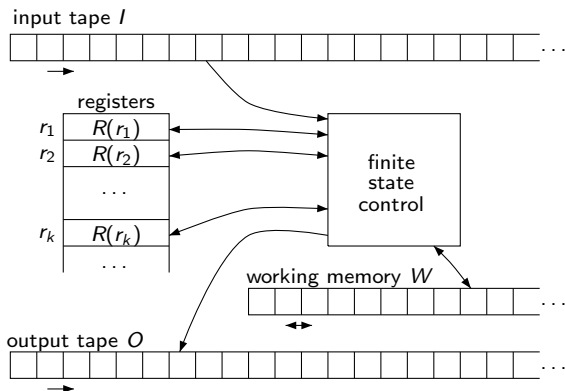 input tape I
...
registers
r1 R(r1)
r2 R(r2)
...
rk R(rk)
...
finite
state
control
working memory W
...
output tape O
...